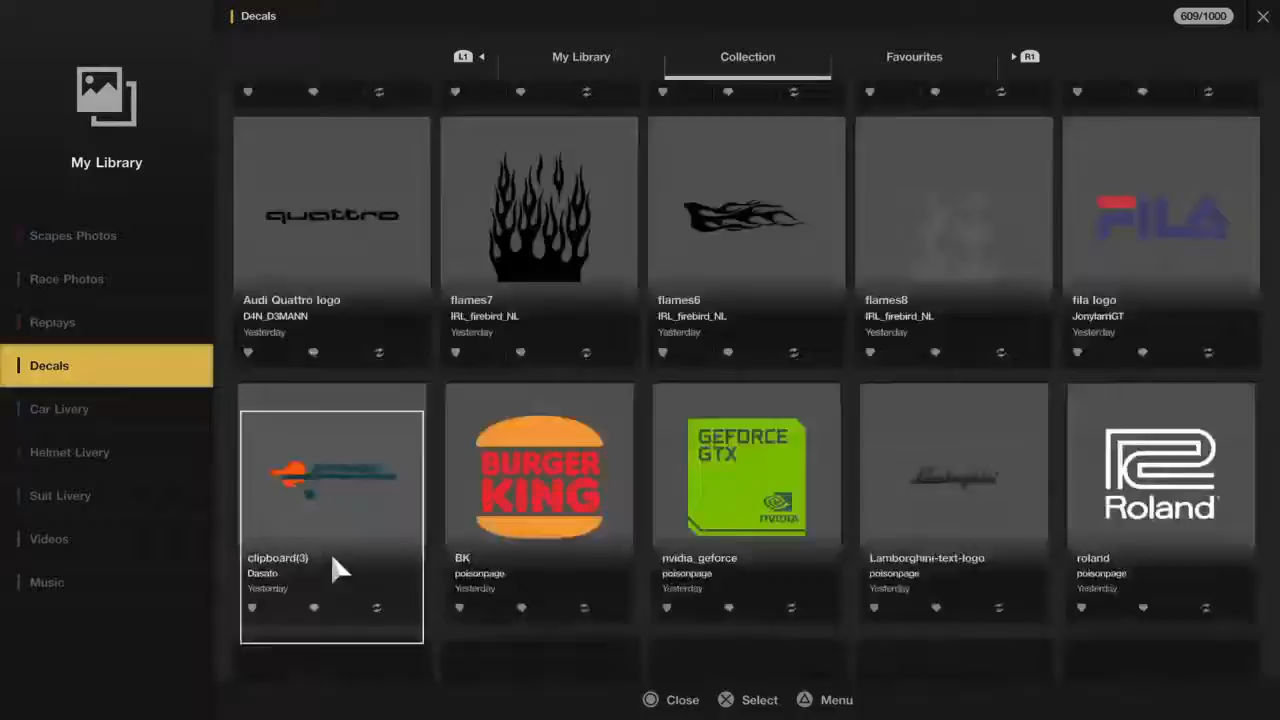 Decals
609/1000
L1
My Library
Collection
Favourites
R1
My Library
Scapes Photos
Race Photos
Replays
Decals
Car Livery
Helmet Livery
Suit Livery
Videos
Music
quattro
FILA
Audi Quattro logo
flames7
flames6
flames8
fila logo
D4N_D3MANN
IRL_firebird_NL
IRL_firebird_NL
IRL_firebird_NL
JonylamGT
Yesterday
Yesterday
Yesterday
Yesterday
Yesterday
BURGER
KING
GEFORCE
GTX
NVIDIA
Lamborghini
Roland
clipboard(3)
BK
nvidia_geforce
Lamborghini-text-logo
roland
Dasato
poisonpage
poisonpage
poisonpage
poisonpage
Yesterday
Yesterday
Yesterday
Yesterday
Yesterday
Close
Select
Menu